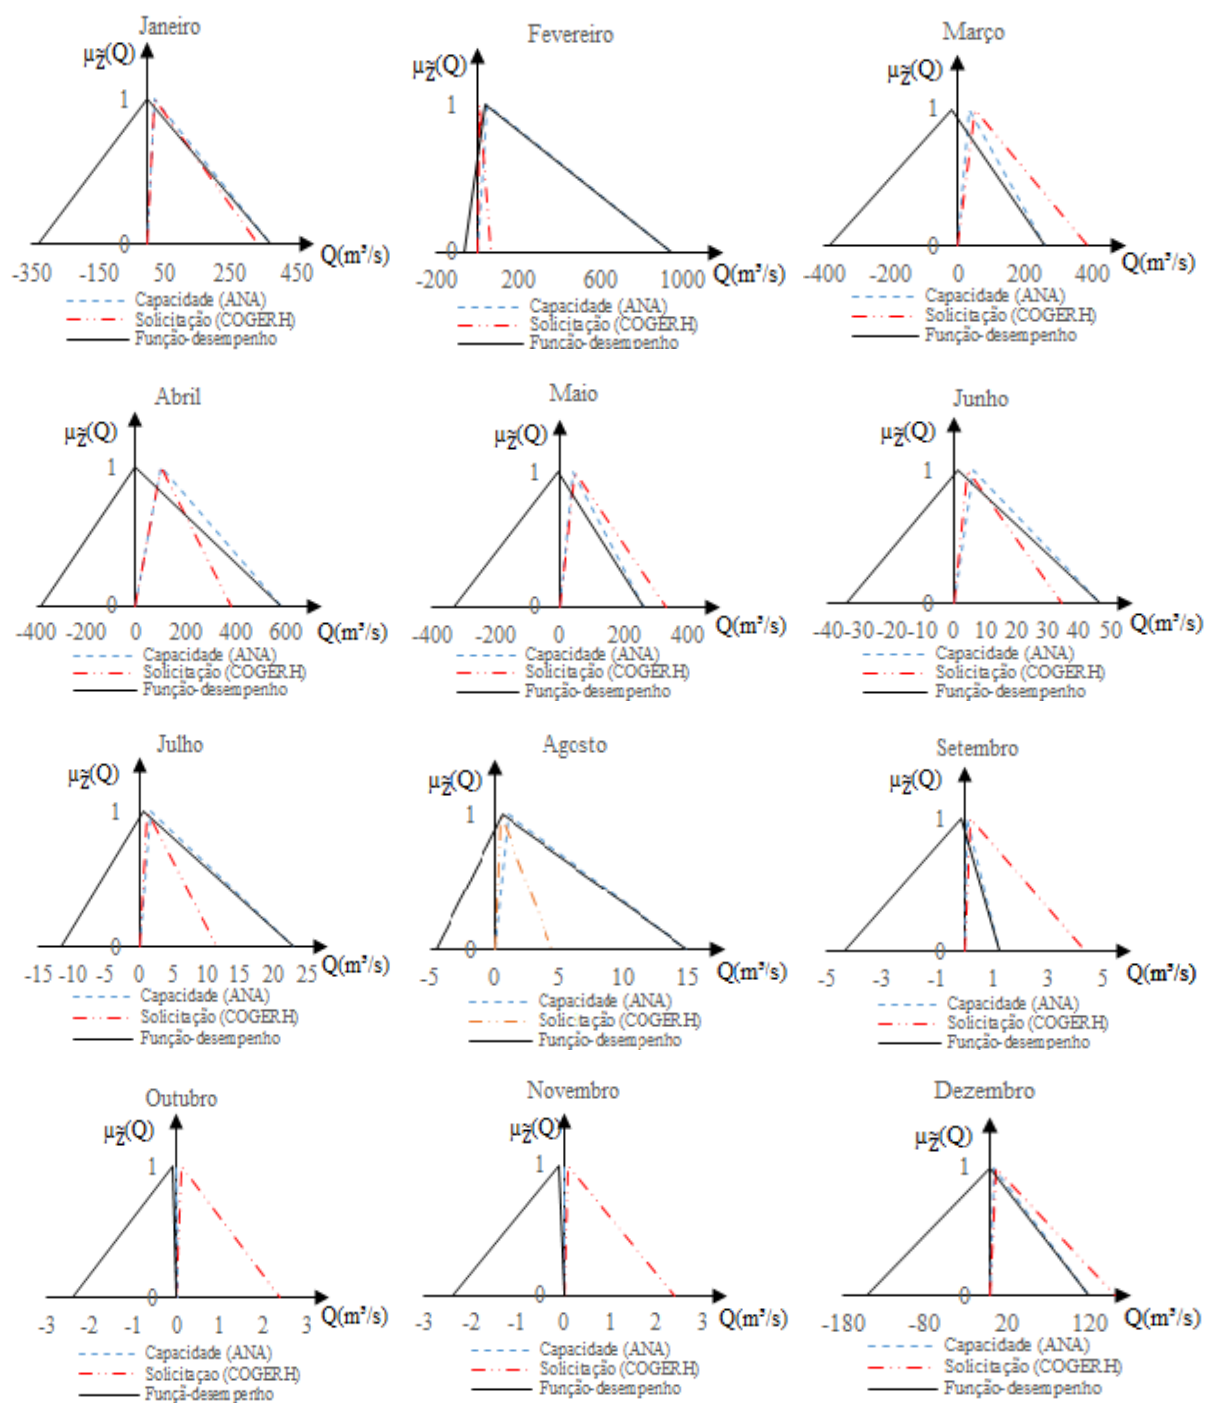 Janeiro
μZ̃(Q)
1
0
-350 -150 50 250 450 Q(m³/s)
Capacidade (ANA)
Solicitação (COGERH)
Função-desempenho
Fevereiro
μZ̃(Q)
1
0
-200 200 600 1000 Q(m³/s)
Capacidade (ANA)
Solicitação (COGERH)
Função-desempenho
Março
μZ̃(Q)
1
0
-400 -200 0 200 400 Q(m³/s)
Capacidade (ANA)
Solicitação (COGERH)
Função-desempenho
Abril
μZ̃(Q)
1
0
-400 -200 0 200 400 600 Q(m³/s)
Capacidade (ANA)
Solicitação (COGERH)
Função-desempenho
Maio
μZ̃(Q)
1
0
-400 -200 0 200 400 Q(m³/s)
Capacidade (ANA)
Solicitação (COGERH)
Função-desempenho
Junho
μZ̃(Q)
1
0
-40 -30 -20 -10 0 10 20 30 40 50 Q(m³/s)
Capacidade (ANA)
Solicitação (COGERH)
Função-desempenho
Julho
μZ̃(Q)
1
0
-15 -10 -5 0 5 10 15 20 25 Q(m³/s)
Capacidade (ANA)
Solicitação (COGERH)
Função-desempenho
Agosto
μZ̃(Q)
1
0
-5 0 5 10 15 Q(m³/s)
Capacidade (ANA)
Solicitação (COGERH)
Função-desempenho
Setembro
μZ̃(Q)
1
0
-5 -3 -1 1 3 5 Q(m³/s)
Capacidade (ANA)
Solicitação (COGERH)
Função-desempenho
Outubro
μZ̃(Q)
1
0
-3 -2 -1 0 1 2 3 Q(m³/s)
Capacidade (ANA)
Solicitaçao (COGERH)
Funçã-desempenho
Novembro
μZ̃(Q)
1
0
-3 -2 -1 0 1 2 3 Q(m³/s)
Capacidade (ANA)
Solicitação (COGERH)
Função-desempenho
Dezembro
μZ̃(Q)
1
0
-180 -80 20 120 Q(m³/s)
Capacidade (ANA)
Solicitação (COGERH)
Função-desempenho